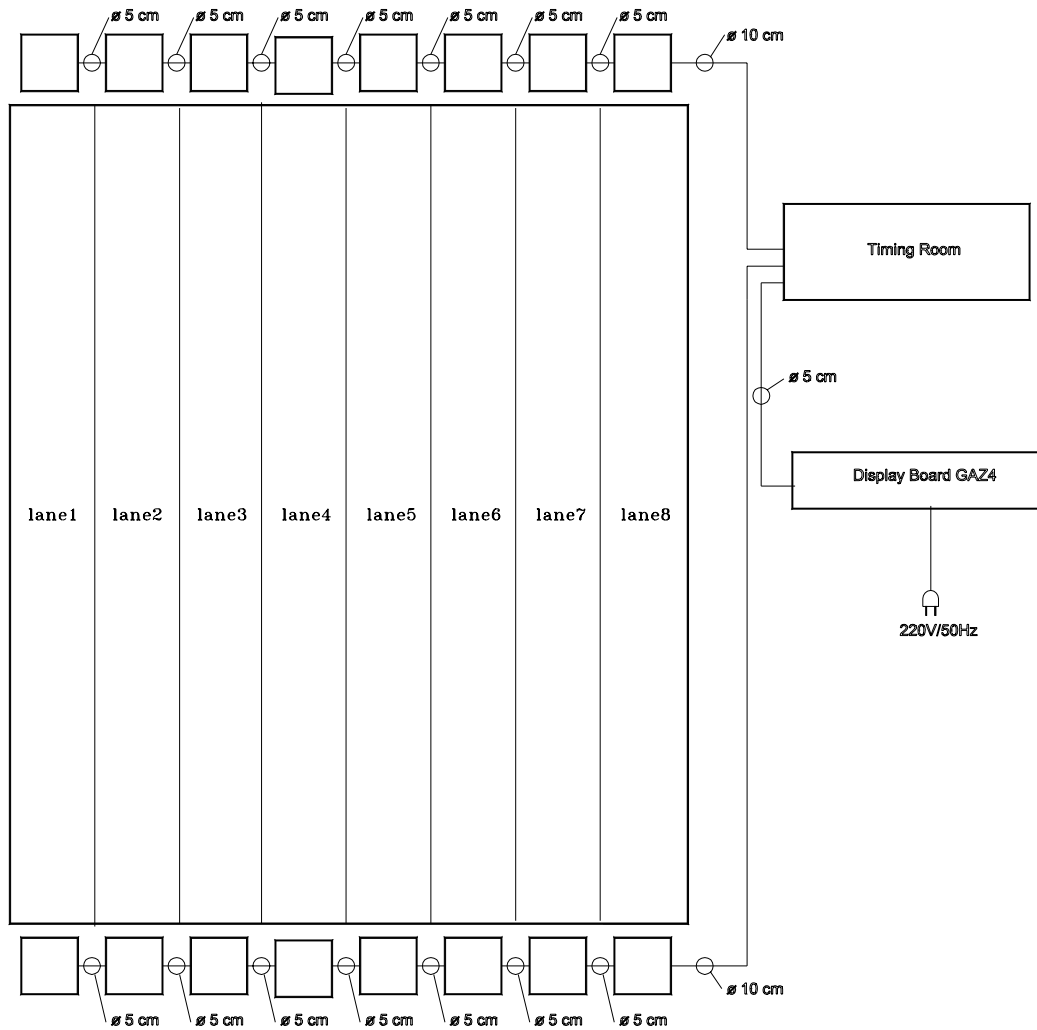 ø 5 cm ø 5 cm ø 5 cm ø 5 cm ø 5 cm ø 5 cm ø 5 cm
ø 10 cm
Timing Room
ø 5 cm
Display Board GAZ4
lane1 lane2 lane3 lane4 lane5 lane6 lane7 lane8
220V/50Hz
ø 10 cm
ø 5 cm ø 5 cm ø 5 cm ø 5 cm ø 5 cm ø 5 cm ø 5 cm